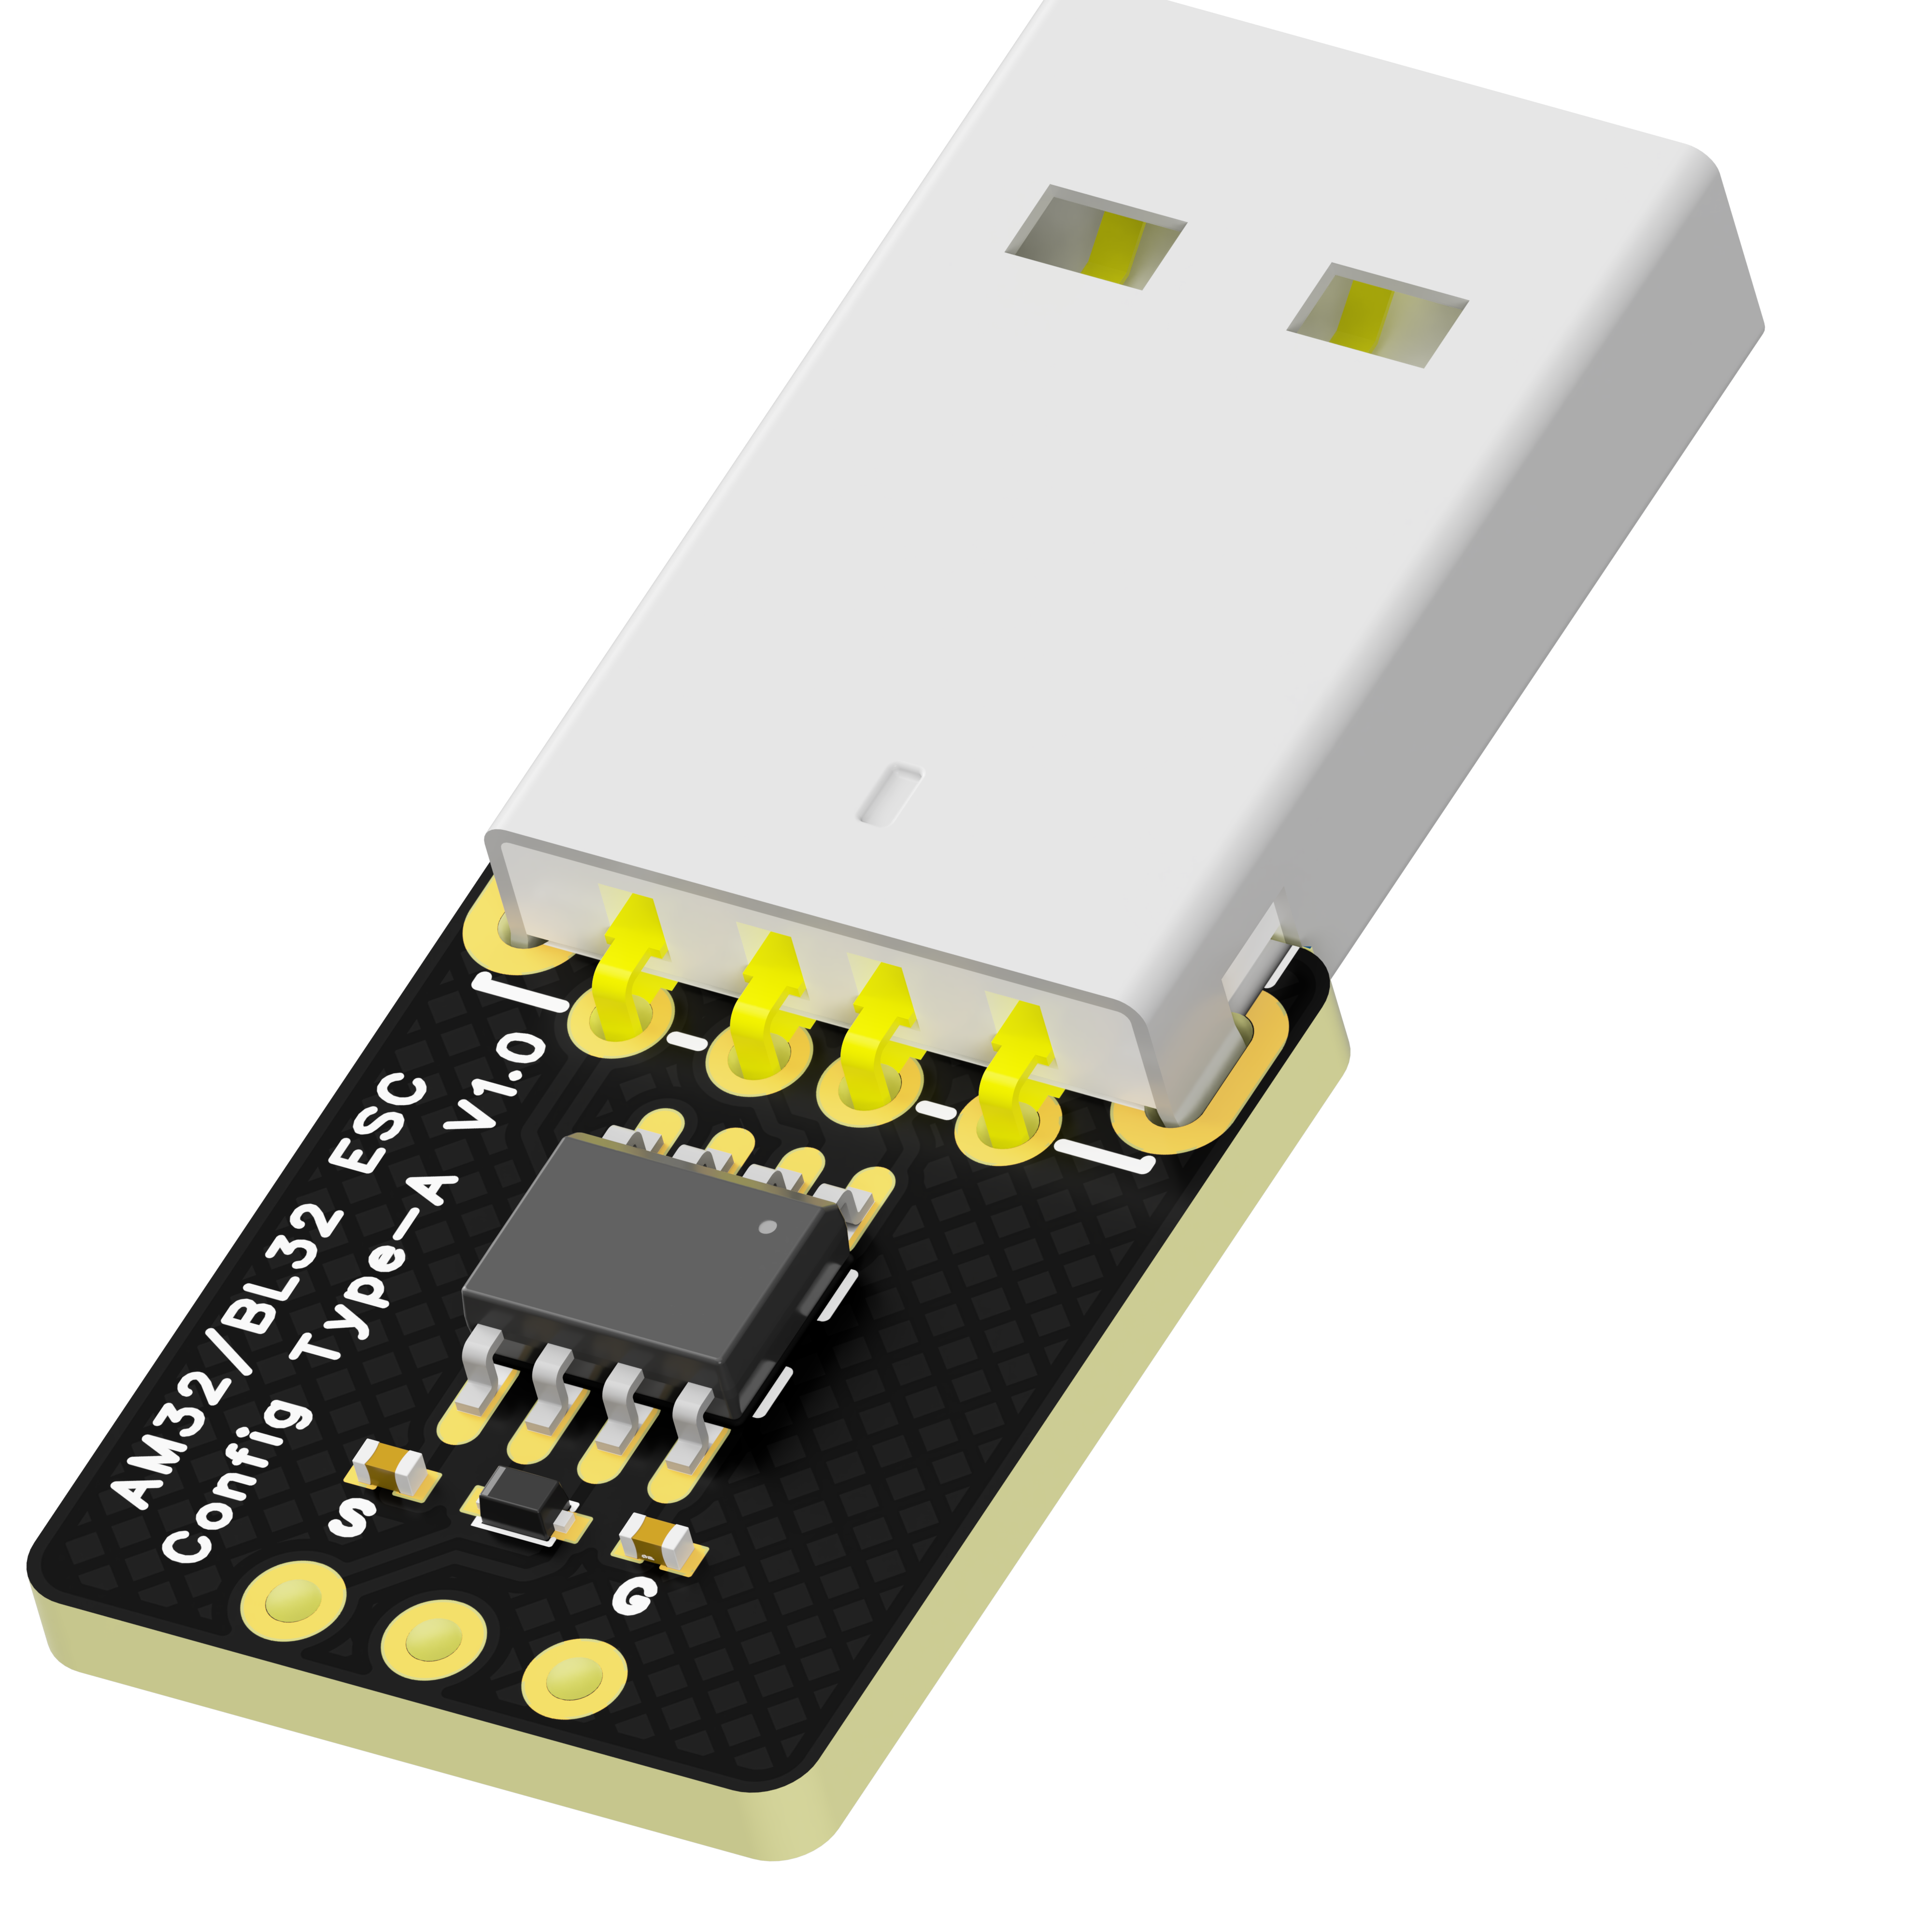 AM32/BL32 ESC
Config Type-A V1.0
S
G